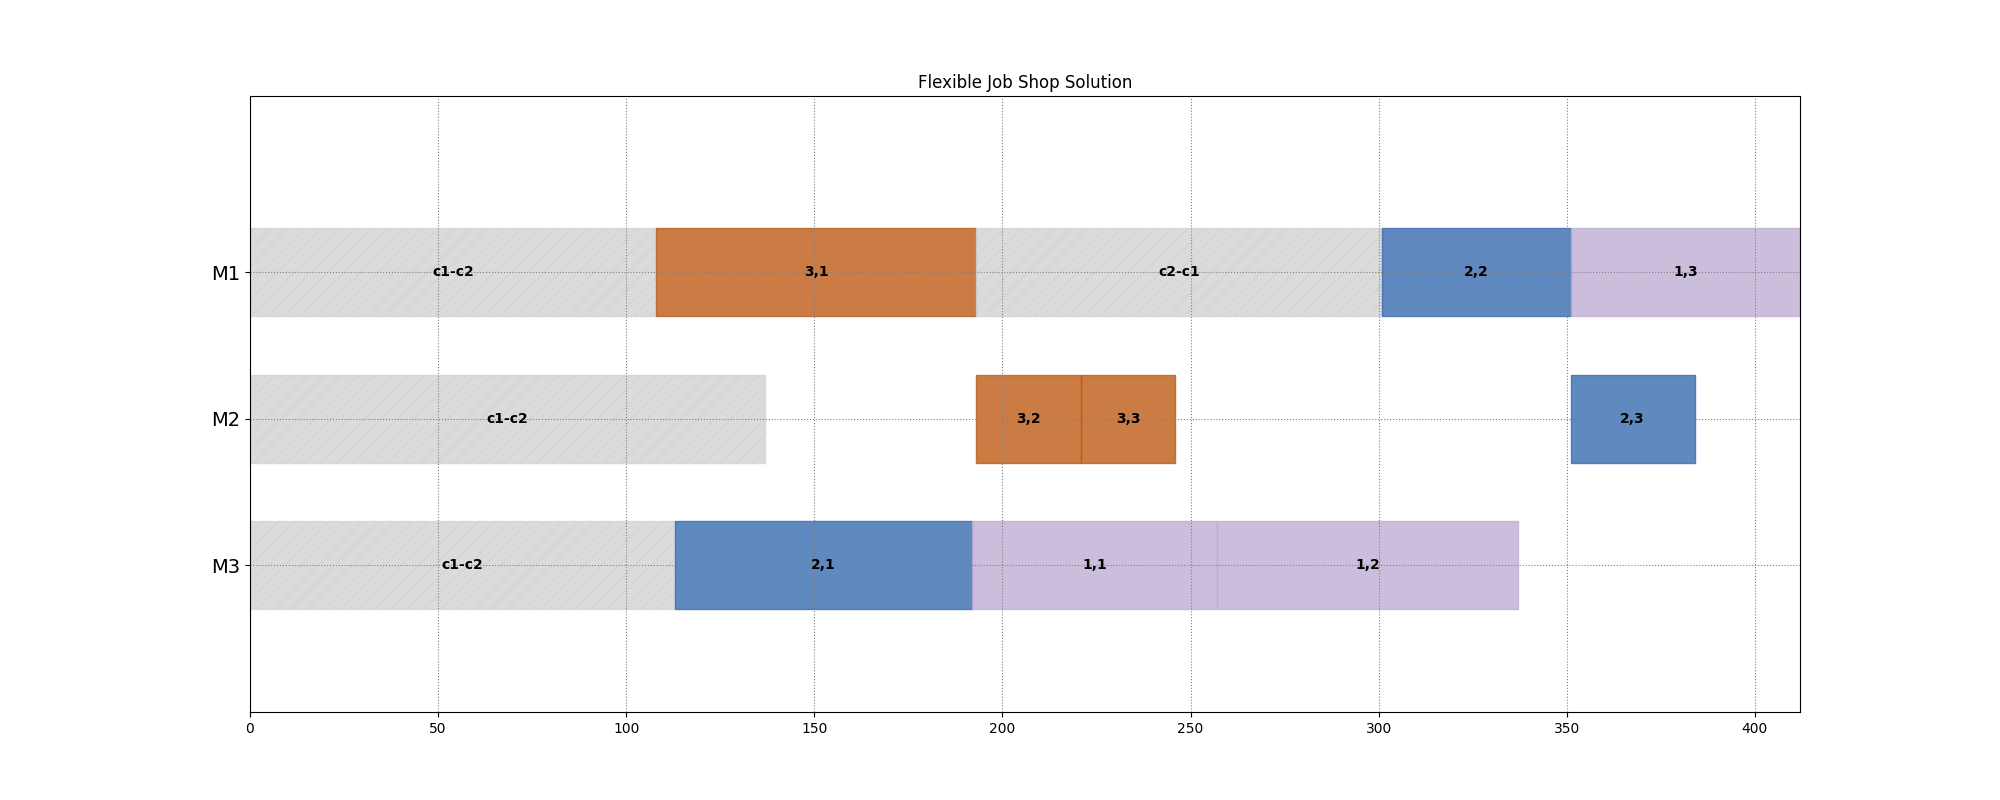 Flexible Job Shop Solution
M1 c1-c2 3,1 c2-c1 2,2 1,3
M2 c1-c2 3,2 3,3 2,3
M3 c1-c2 2,1 1,1 1,2
0 50 100 150 200 250 300 350 400